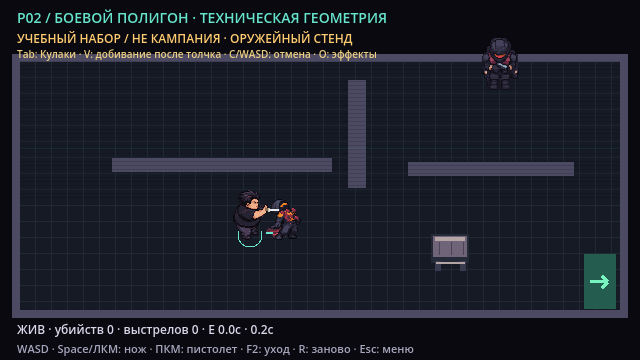 P02 / БОЕВОЙ ПОЛИГОН · ТЕХНИЧЕСКАЯ ГЕОМЕТРИЯ
УЧЕБНЫЙ НАБОР / НЕ КАМПАНИЯ · ОРУЖЕЙНЫЙ СТЕНД
Tab: Кулаки · V: добивание после толчка · C/WASD: отмена · O: эффекты
ЖИВ · убийств 0 · выстрелов 0 · E 0.0с · 0.2с
WASD · Space/ЛКМ: нож · ПКМ: пистолет · F2: уход · R: заново · Esc: меню